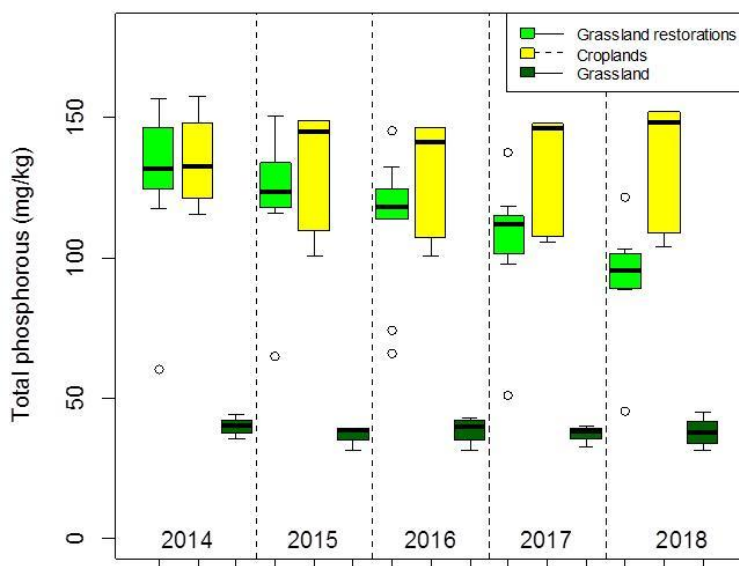 Grassland restorations
Croplands
Grassland
Total phosphorous (mg/kg)
150
100
50
0
2014 2015 2016 2017 2018